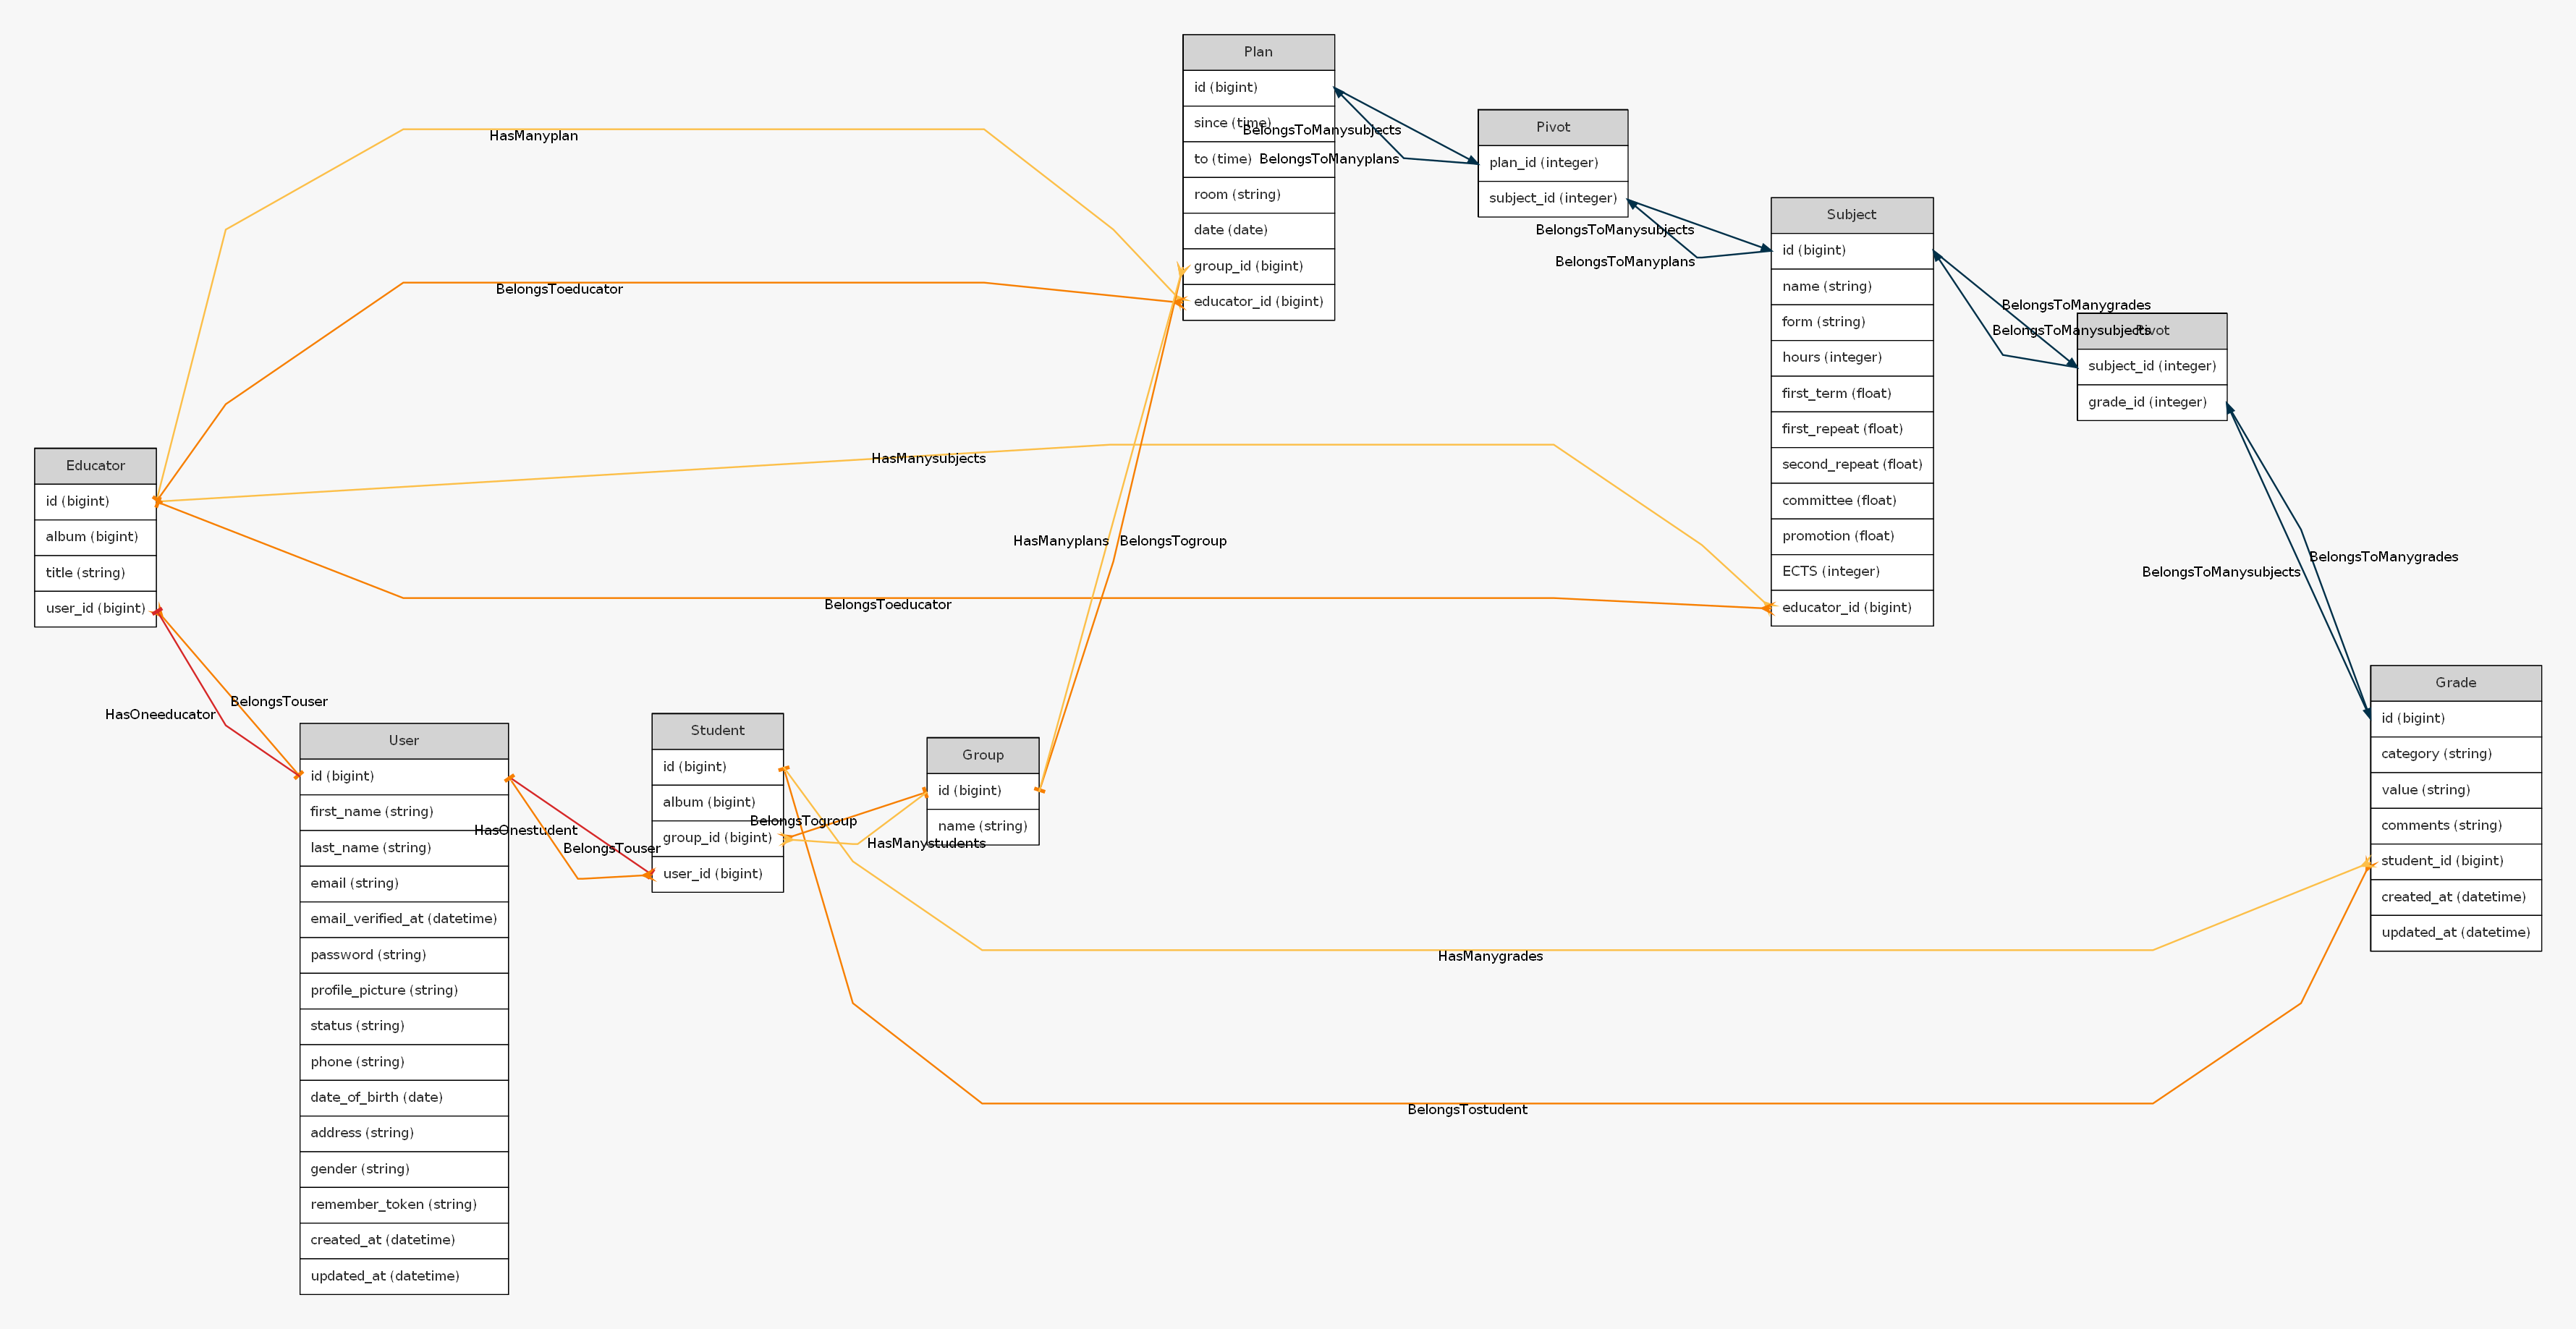 Plan
id (bigint)
since (time)
to (time)
room (string)
date (date)
group_id (bigint)
educator_id (bigint)
BelongsToManysubjects
BelongsToManyplans
Pivot
plan_id (integer)
subject_id (integer)
BelongsToManysubjects
BelongsToManyplans
Subject
id (bigint)
name (string)
form (string)
hours (integer)
first_term (float)
first_repeat (float)
second_repeat (float)
committee (float)
promotion (float)
ECTS (integer)
educator_id (bigint)
BelongsToManygrades
BelongsToManysubjects
Pivot
subject_id (integer)
grade_id (integer)
BelongsToManygrades
BelongsToManysubjects
HasManyplan
BelongsToeducator
HasManysubjects
HasManyplans
BelongsTogroup
BelongsToeducator
Educator
id (bigint)
album (bigint)
title (string)
user_id (bigint)
BelongsTouser
HasOneeducator
User
id (bigint)
first_name (string)
last_name (string)
email (string)
email_verified_at (datetime)
password (string)
profile_picture (string)
status (string)
phone (string)
date_of_birth (date)
address (string)
gender (string)
remember_token (string)
created_at (datetime)
updated_at (datetime)
HasOnestudent
BelongsTouser
Student
id (bigint)
album (bigint)
group_id (bigint)
user_id (bigint)
BelongsTogroup
HasManystudents
Group
id (bigint)
name (string)
Grade
id (bigint)
category (string)
value (string)
comments (string)
student_id (bigint)
created_at (datetime)
updated_at (datetime)
HasManygrades
BelongsTostudent